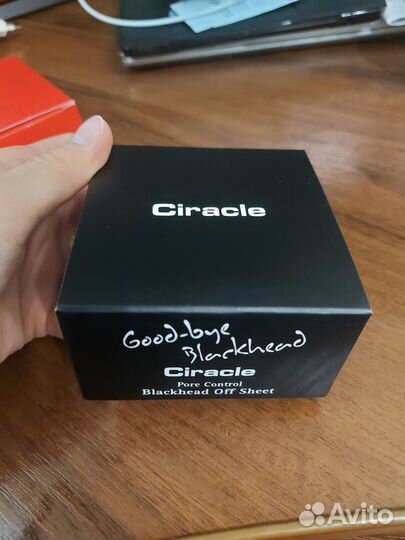 Ciracle
Good-bye
Blackhead
Ciracle
Pore Control
Blackhead Off Sheet
Avito